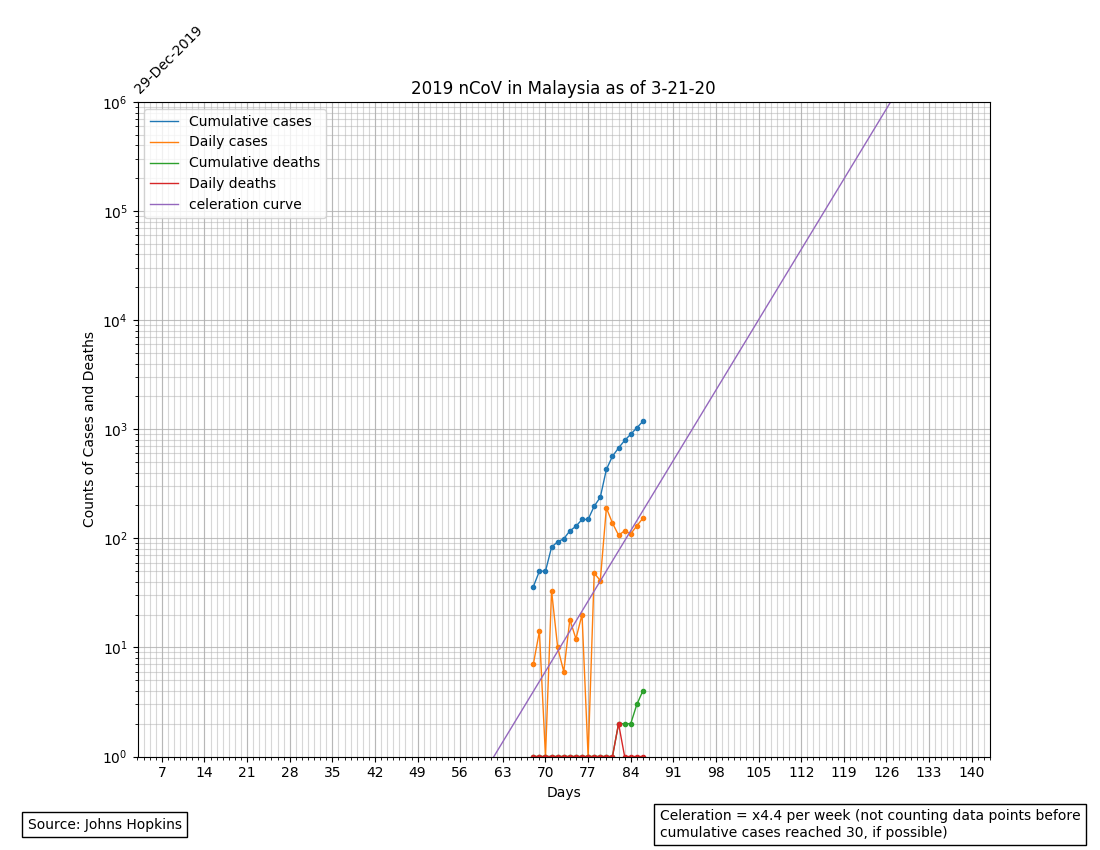 29-Dec-2019
2019 nCoV in Malaysia as of 3-21-20
Cumulative cases
Daily cases
Cumulative deaths
Daily deaths
celeration curve
10^6
10^5
10^4
10^3
10^2
10^1
10^0
Counts of Cases and Deaths
7 14 21 28 35 42 49 56 63 70 77 84 91 98 105 112 119 126 133 140
Days
Source: Johns Hopkins
Celeration = x4.4 per week (not counting data points before
cumulative cases reached 30, if possible)